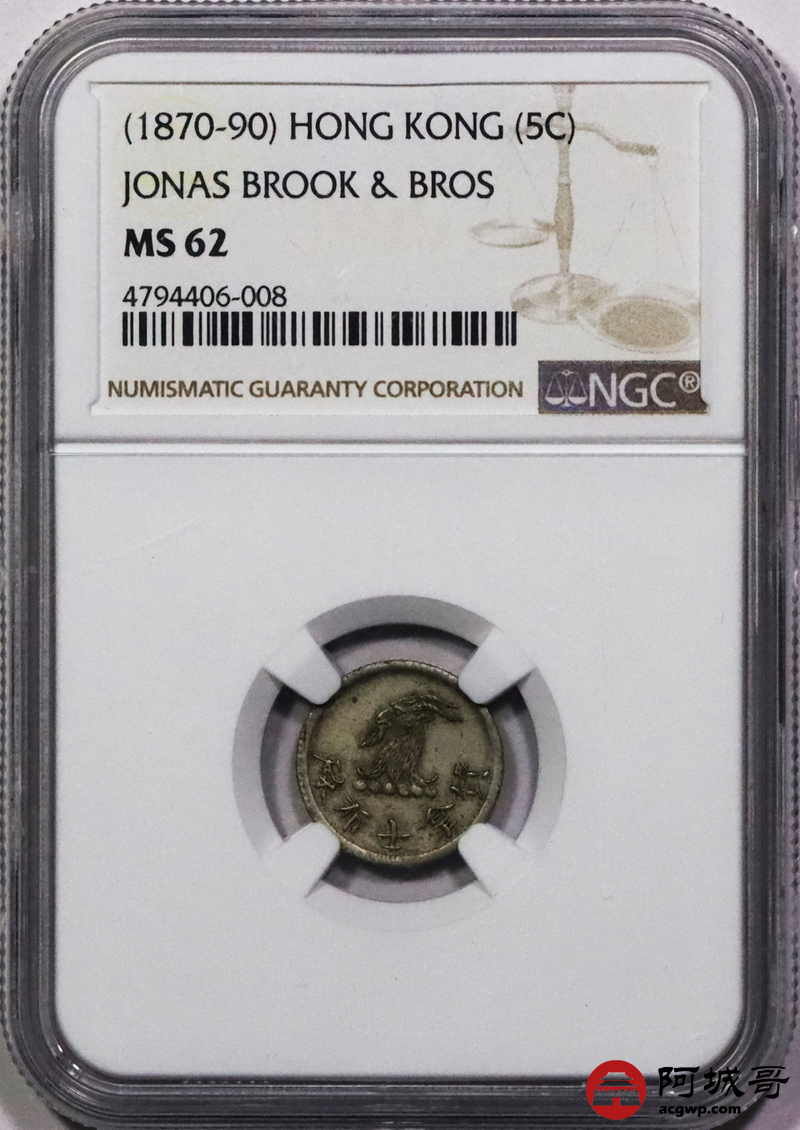 (1870-90) HONG KONG (5C)
JONAS BROOK & BROS
MS 62
4794406-008
NUMISMATIC GUARANTY CORPORATION
NGC®
阿城哥
acgwp.com